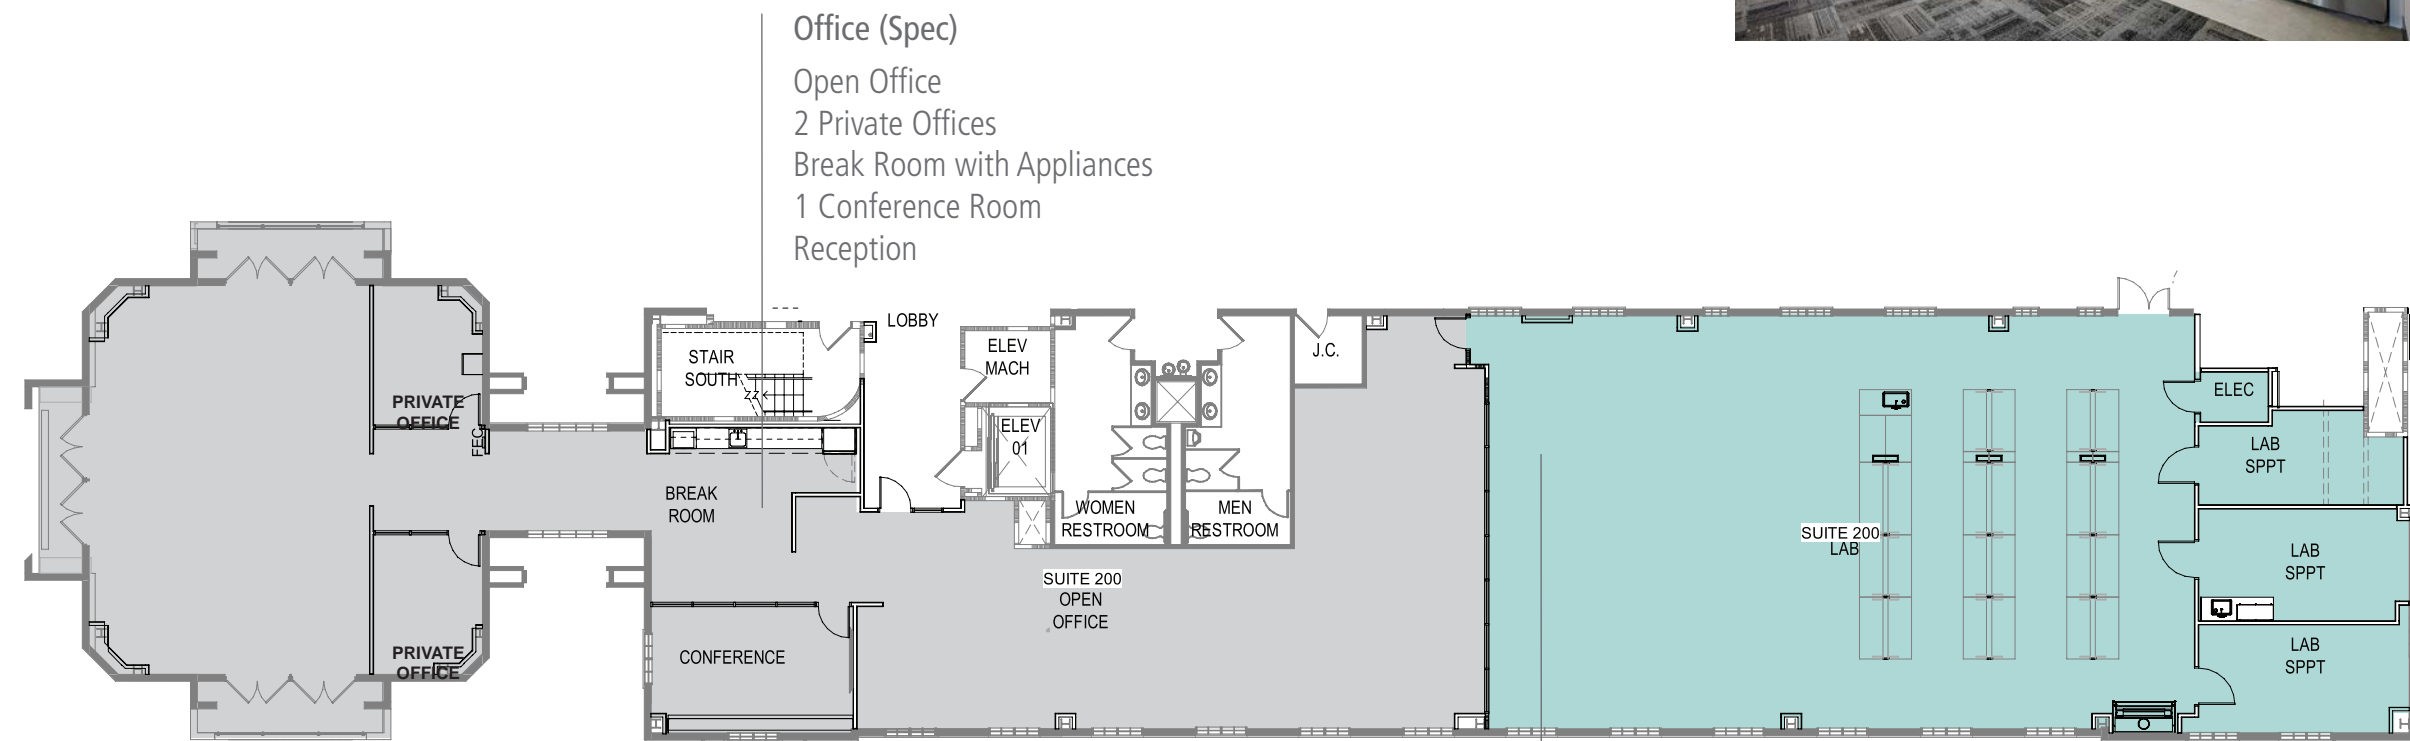 Office (Spec)
Open Office
2 Private Offices
Break Room with Appliances
1 Conference Room
Reception
LOBBY
STAIR
SOUTH
ELEV
MACH
J.C.
PRIVATE
OFFICE
FEC
ELEV
01
ELEC
LAB
SPPT
BREAK
ROOM
WOMEN
RESTROOM
MEN
RESTROOM
SUITE 200
LAB
LAB
SPPT
SUITE 200
OPEN
OFFICE
CONFERENCE
PRIVATE
OFFICE
LAB
SPPT